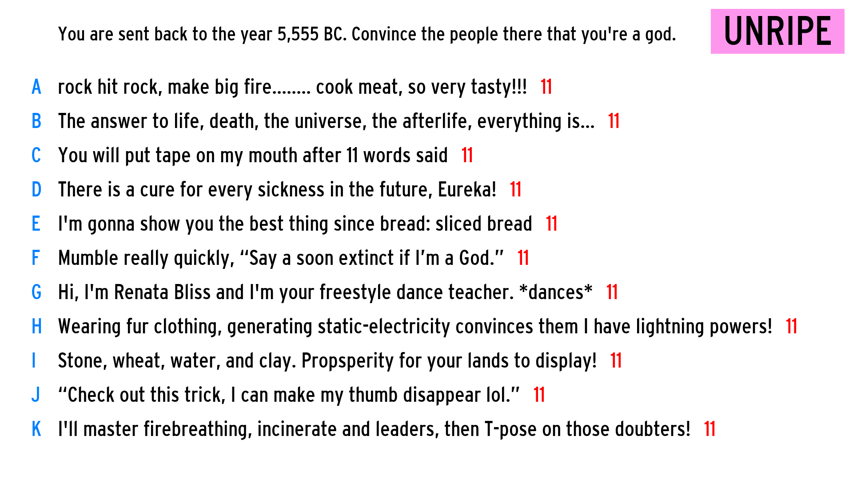 You are sent back to the year 5,555 BC. Convince the people there that you're a god.
UNRIPE
A rock hit rock, make big fire........ cook meat, so very tasty!!! 11
B The answer to life, death, the universe, the afterlife, everything is... 11
C You will put tape on my mouth after 11 words said 11
D There is a cure for every sickness in the future, Eureka! 11
E I'm gonna show you the best thing since bread: sliced bread 11
F Mumble really quickly, “Say a soon extinct if I’m a God.” 11
G Hi, I'm Renata Bliss and I'm your freestyle dance teacher. *dances* 11
H Wearing fur clothing, generating static-electricity convinces them I have lightning powers! 11
I Stone, wheat, water, and clay. Propsperity for your lands to display! 11
J “Check out this trick, I can make my thumb disappear lol.” 11
K I'll master firebreathing, incinerate and leaders, then T-pose on those doubters! 11